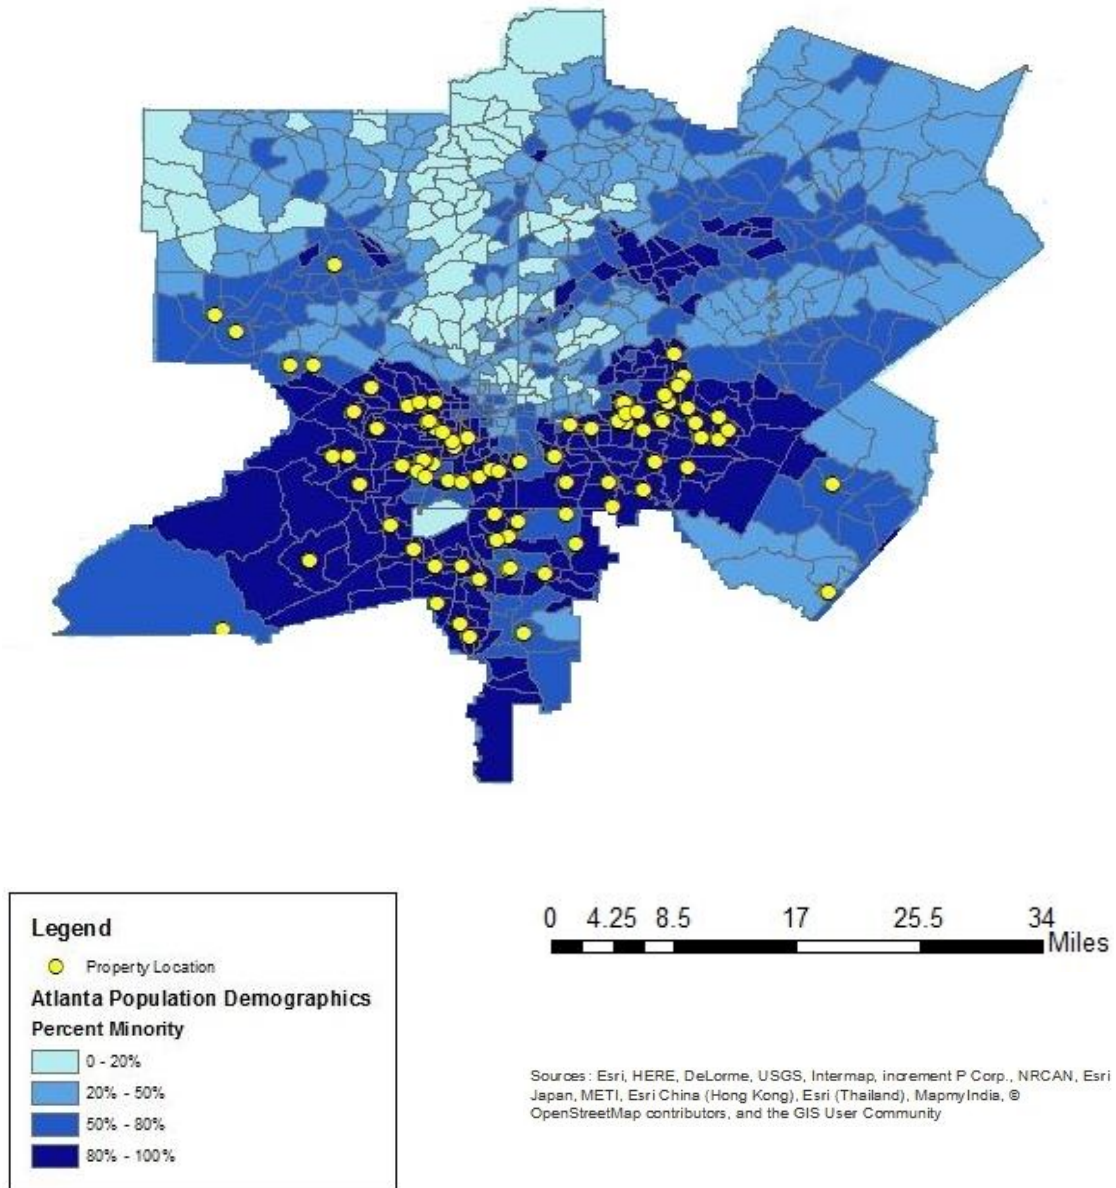 Legend
Property Location
Atlanta Population Demographics
Percent Minority
0 - 20%
20% - 50%
50% - 80%
80% - 100%
0 4.25 8.5 17 25.5 34
Miles
Sources: Esri, HERE, DeLorme, USGS, Intermap, increment P Corp., NRCAN, Esri
Japan, METI, Esri China (Hong Kong), Esri (Thailand), MapmyIndia, ©
OpenStreetMap contributors, and the GIS User Community